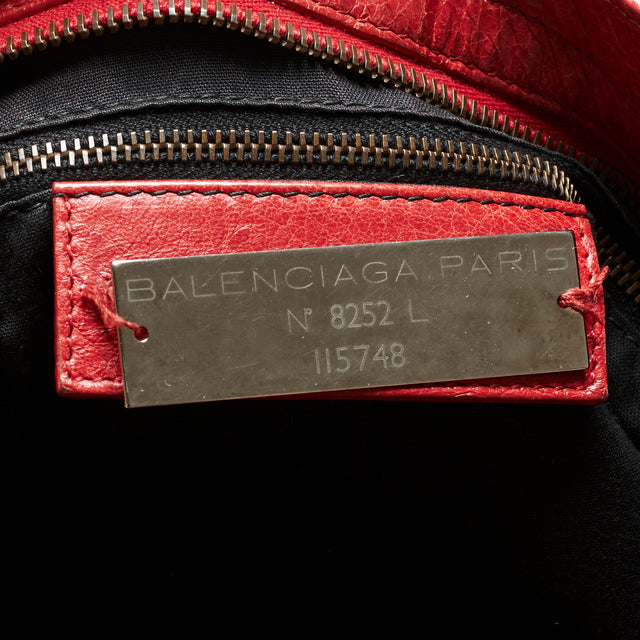 BALENCIAGA PARIS
N° 8252 L
115748